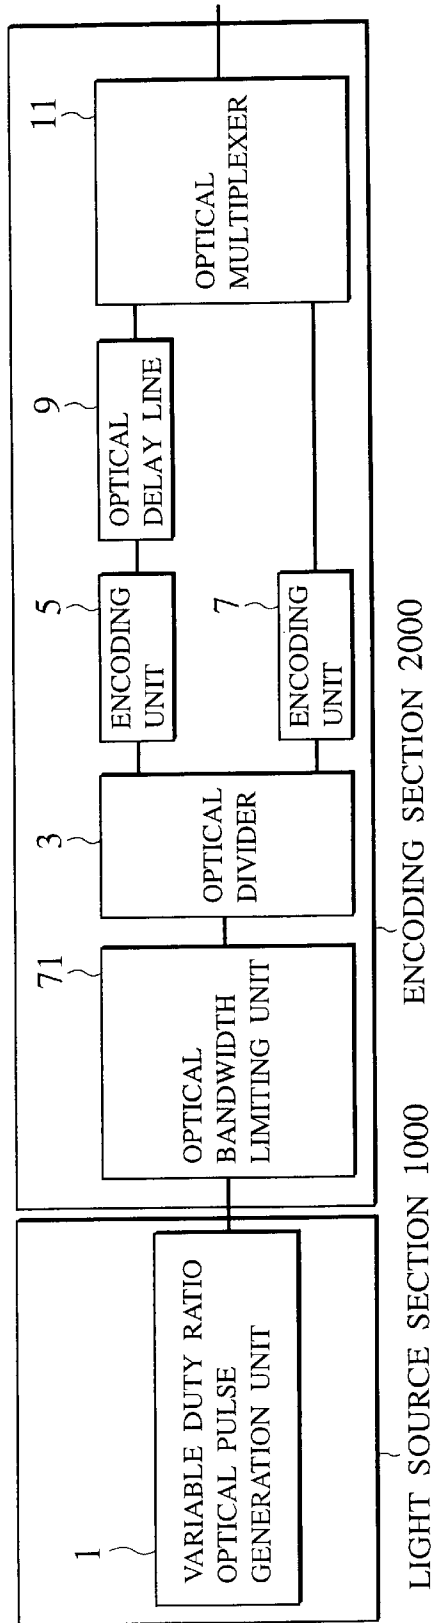 1
VARIABLE DUTY RATIO
OPTICAL PULSE
GENERATION UNIT
LIGHT SOURCE SECTION 1000
71
OPTICAL
BANDWIDTH
LIMITING UNIT
3
OPTICAL
DIVIDER
5
ENCODING
UNIT
7
ENCODING
UNIT
9
OPTICAL
DELAY LINE
11
OPTICAL
MULTIPLEXER
ENCODING SECTION 2000